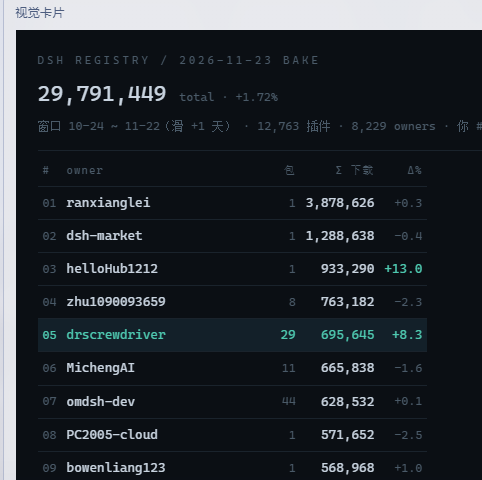 视觉卡片
DSH REGISTRY / 2026-11-23 BAKE
29,791,449 total · +1.72%
窗口 10-24 ~ 11-22 (滑 +1 天) · 12,763 插件 · 8,229 owners · 你 #
# owner 包 Σ 下载 Δ%
01 ranxianglei 1 3,878,626 +0.3
02 dsh-market 1 1,288,638 -0.4
03 helloHub1212 1 933,290 +13.0
04 zhu1090093659 8 763,182 -2.3
05 drscrewdriver 29 695,645 +8.3
06 MichengAI 11 665,838 -1.6
07 omdsh-dev 44 628,532 +0.1
08 PC2005-cloud 1 571,652 -2.5
09 bowenliang123 1 568,968 +1.0